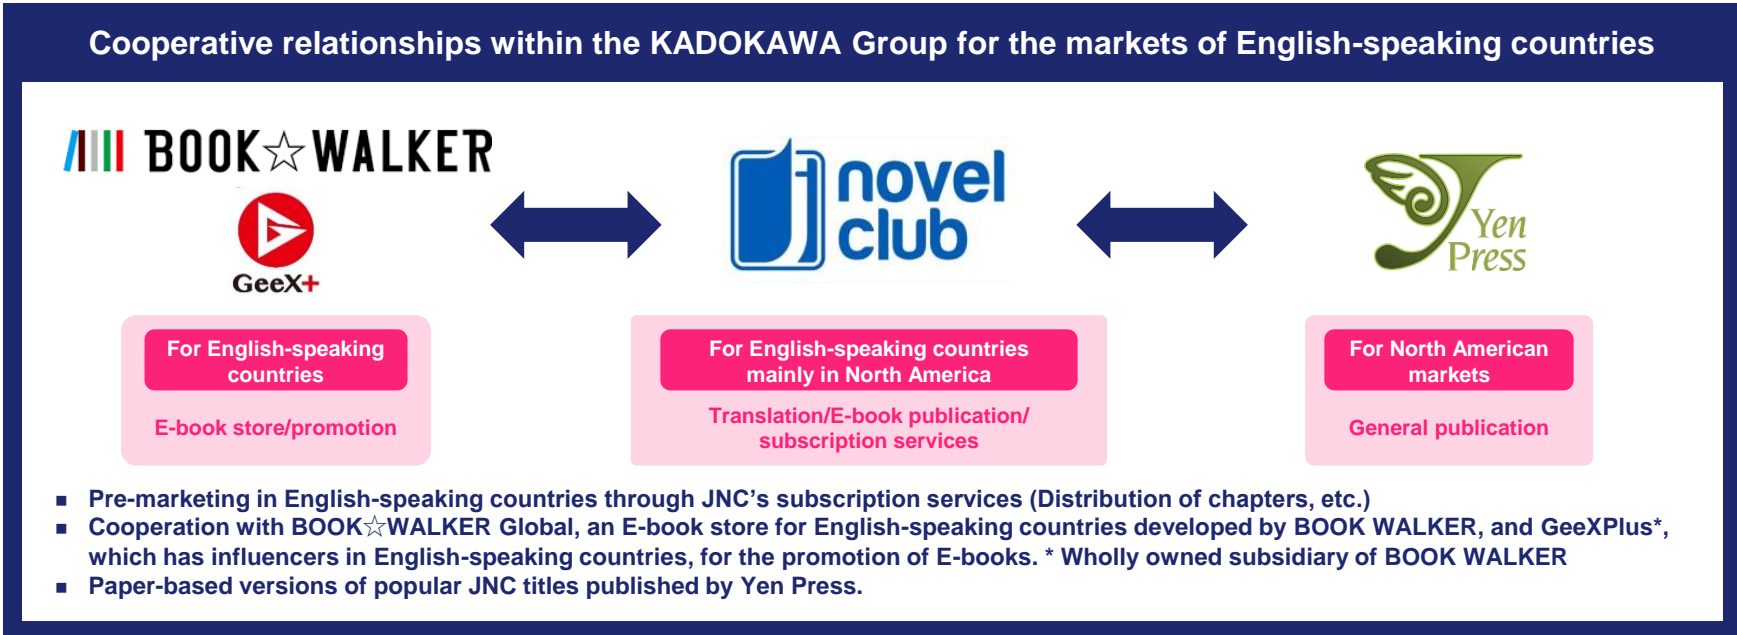 Cooperative relationships within the KADOKAWA Group for the markets of English-speaking countries
BOOK☆WALKER
GeeX+
novel
club
Yen
Press
For English-speaking
countries
E-book store/promotion
For English-speaking countries
mainly in North America
Translation/E-book publication/
subscription services
For North American
markets
General publication
■ Pre-marketing in English-speaking countries through JNC’s subscription services (Distribution of chapters, etc.)
■ Cooperation with BOOK☆WALKER Global, an E-book store for English-speaking countries developed by BOOK WALKER, and GeeXPlus*,
which has influencers in English-speaking countries, for the promotion of E-books. * Wholly owned subsidiary of BOOK WALKER
■ Paper-based versions of popular JNC titles published by Yen Press.